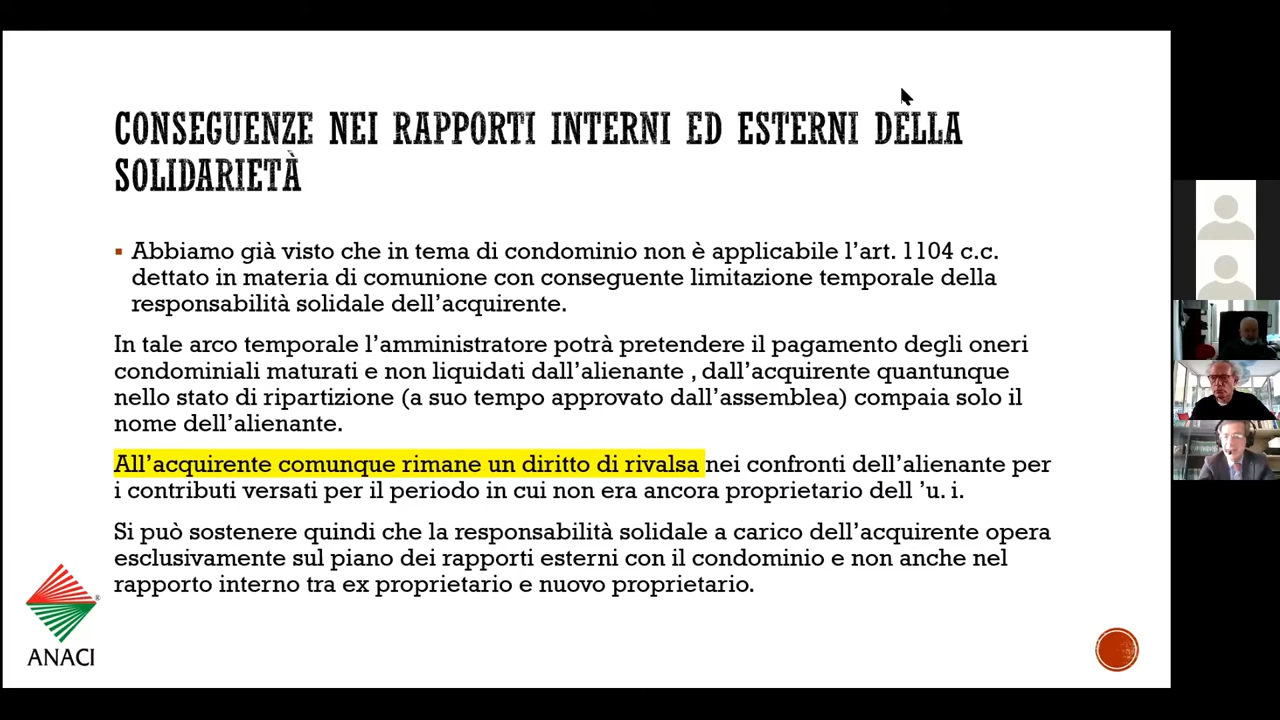 CONSEGUENZE NEI RAPPORTI INTERNI ED ESTERNI DELLA
SOLIDARIETÀ
▪ Abbiamo già visto che in tema di condominio non è applicabile l’art. 1104 c.c.
dettato in materia di comunione con conseguente limitazione temporale della
responsabilità solidale dell’acquirente.
In tale arco temporale l’amministratore potrà pretendere il pagamento degli oneri
condominiali maturati e non liquidati dall’alienante , dall’acquirente quantunque
nello stato di ripartizione (a suo tempo approvato dall’assemblea) compaia solo il
nome dell’alienante.
All’acquirente comunque rimane un diritto di rivalsa nei confronti dell’alienante per
i contributi versati per il periodo in cui non era ancora proprietario dell ’u. i.
Si può sostenere quindi che la responsabilità solidale a carico dell’acquirente opera
esclusivamente sul piano dei rapporti esterni con il condominio e non anche nel
rapporto interno tra ex proprietario e nuovo proprietario.
®
ANACI